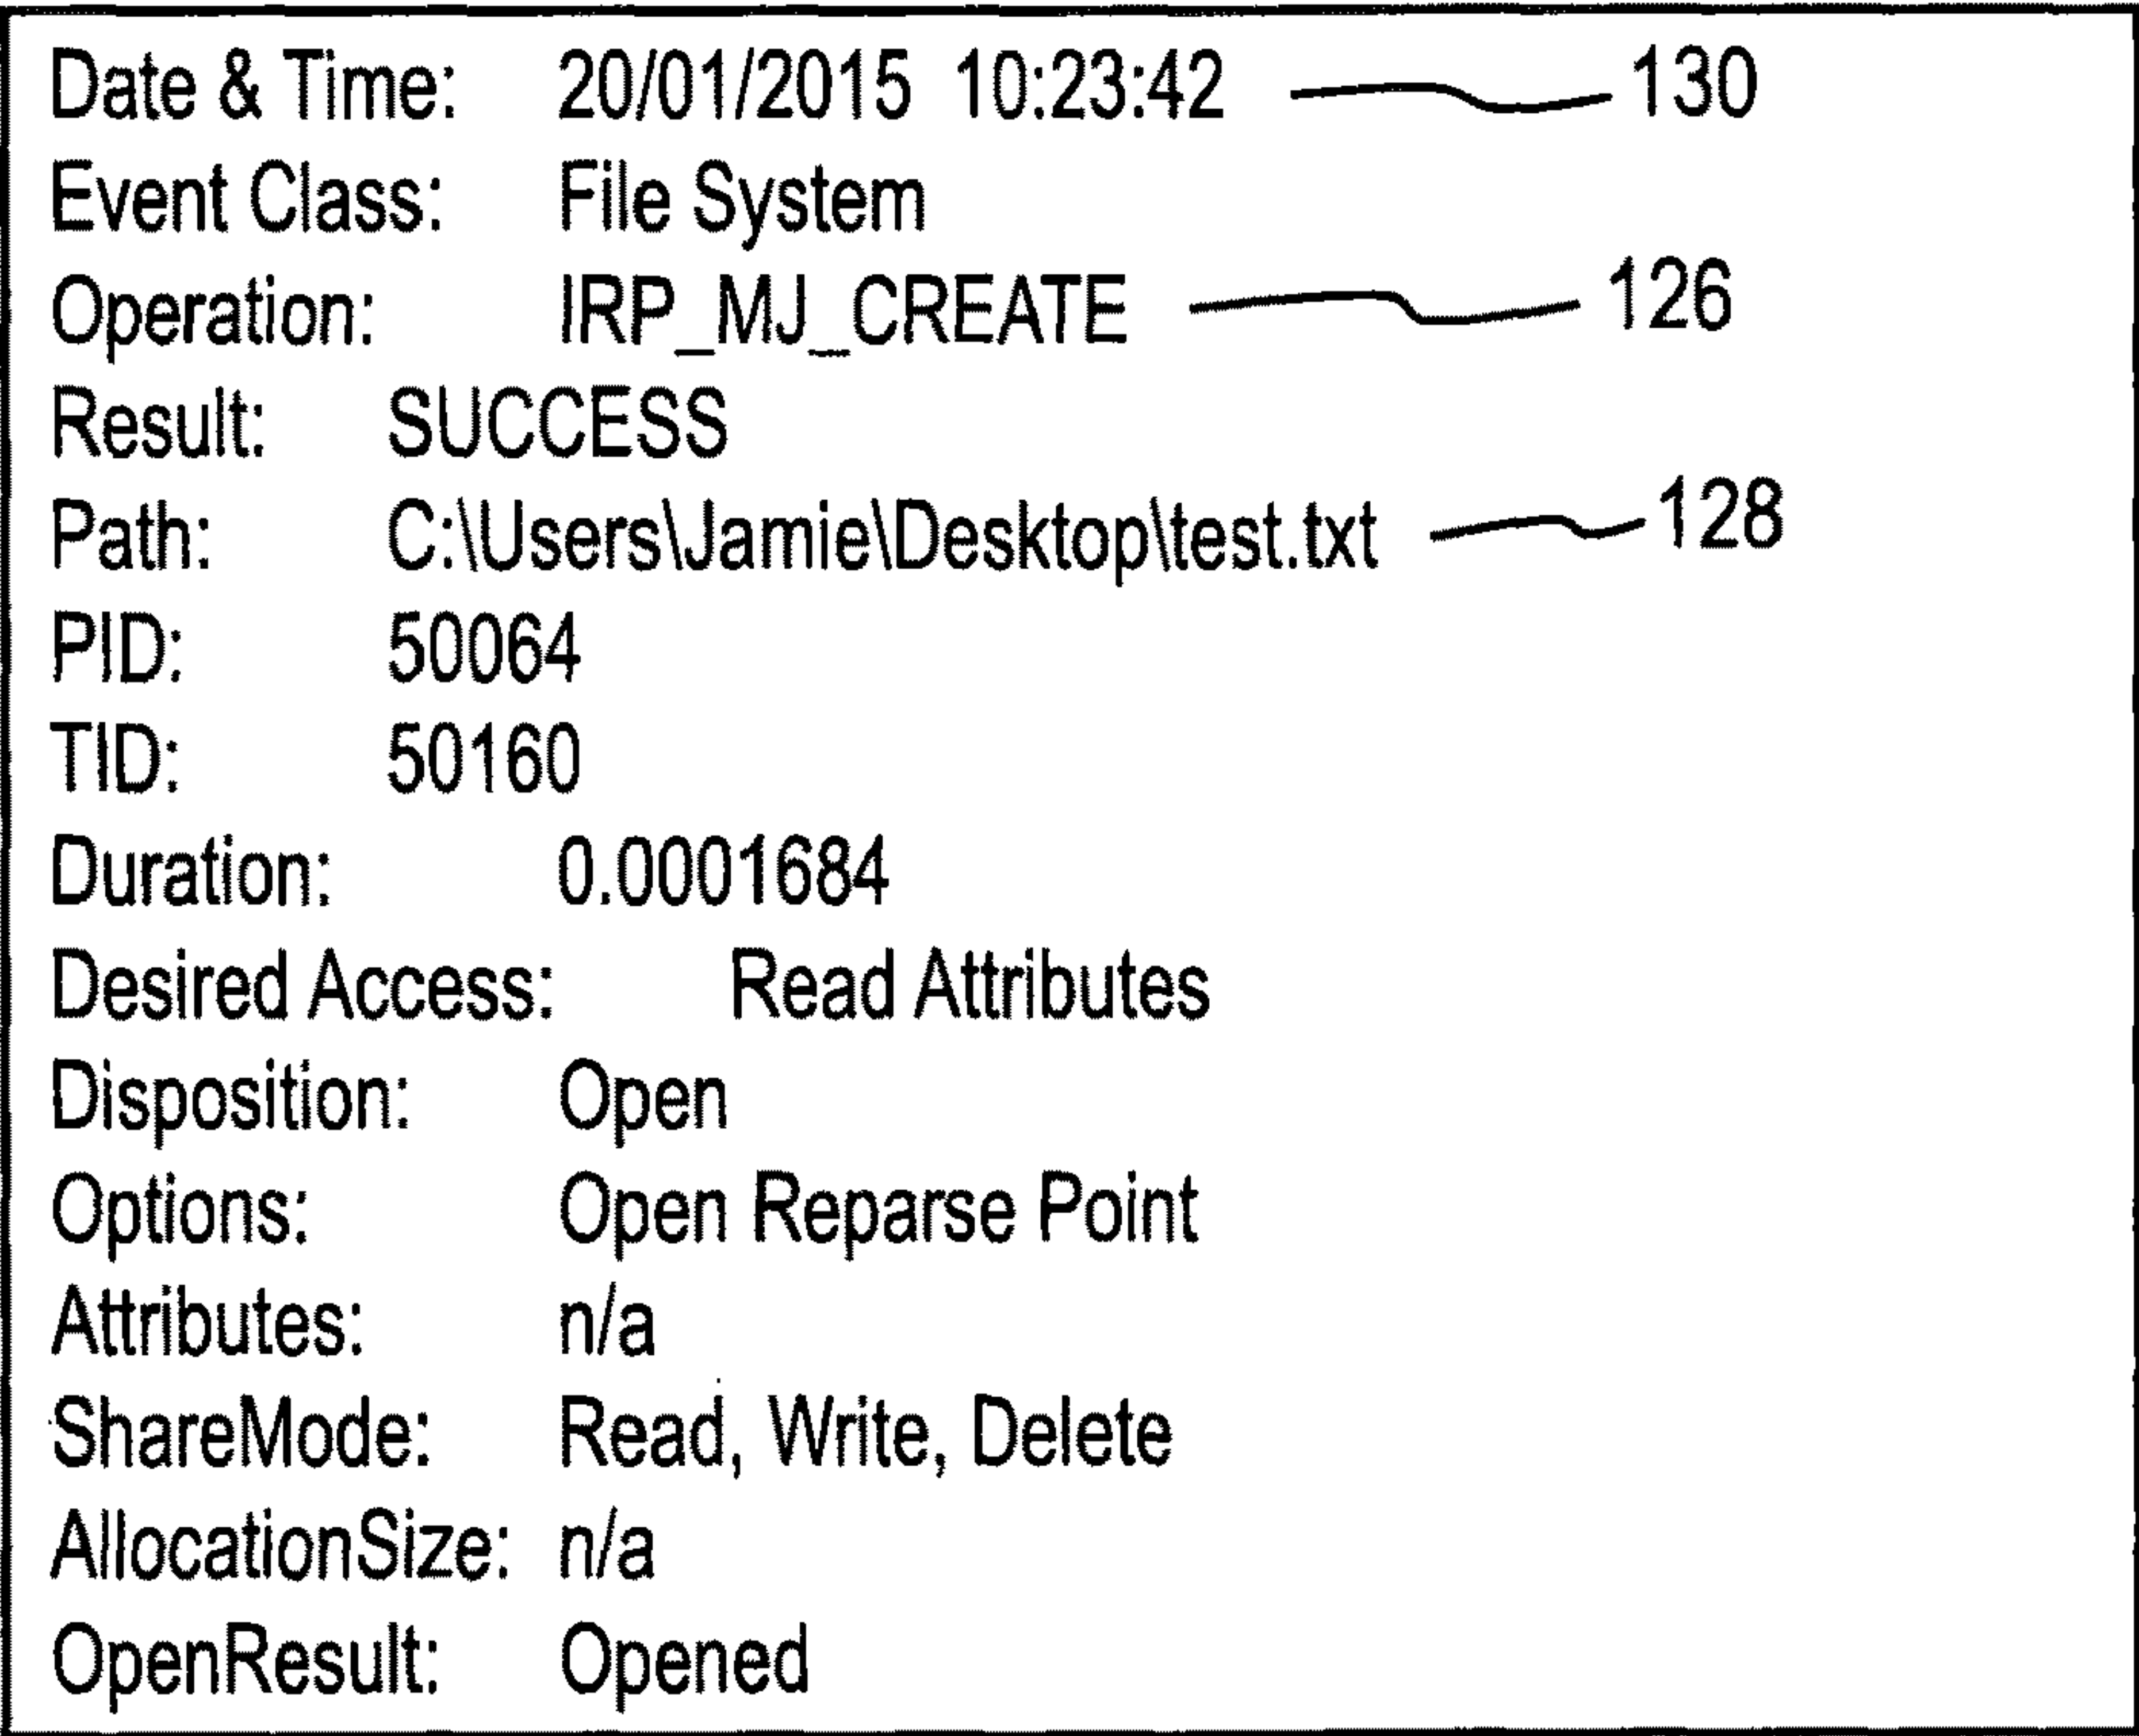 Date & Time: 20/01/2015 10:23:42 130
Event Class: File System
Operation: IRP_MJ_CREATE 126
Result: SUCCESS
Path: C:\Users\Jamie\Desktop\test.txt 128
PID: 50064
TID: 50160
Duration: 0.0001684
Desired Access: Read Attributes
Disposition: Open
Options: Open Reparse Point
Attributes: n/a
ShareMode: Read, Write, Delete
AllocationSize: n/a
OpenResult: Opened